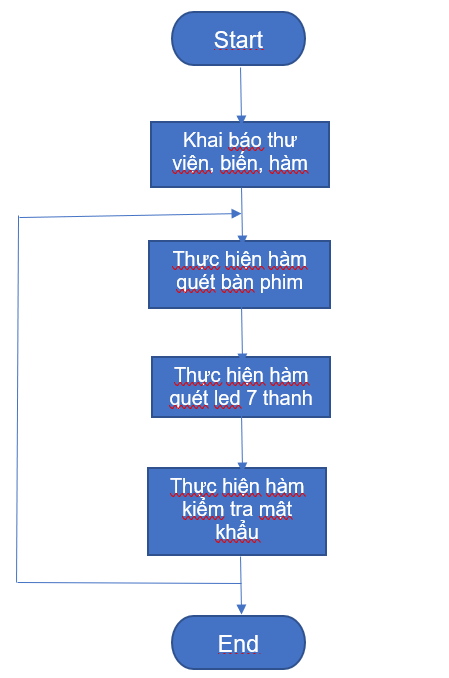 Start
Khai báo thư
viện, biến, hàm
Thực hiện hàm
quét bàn phim
Thực hiện hàm
quét led 7 thanh
Thực hiện hàm
kiểm tra mật
khẩu
End